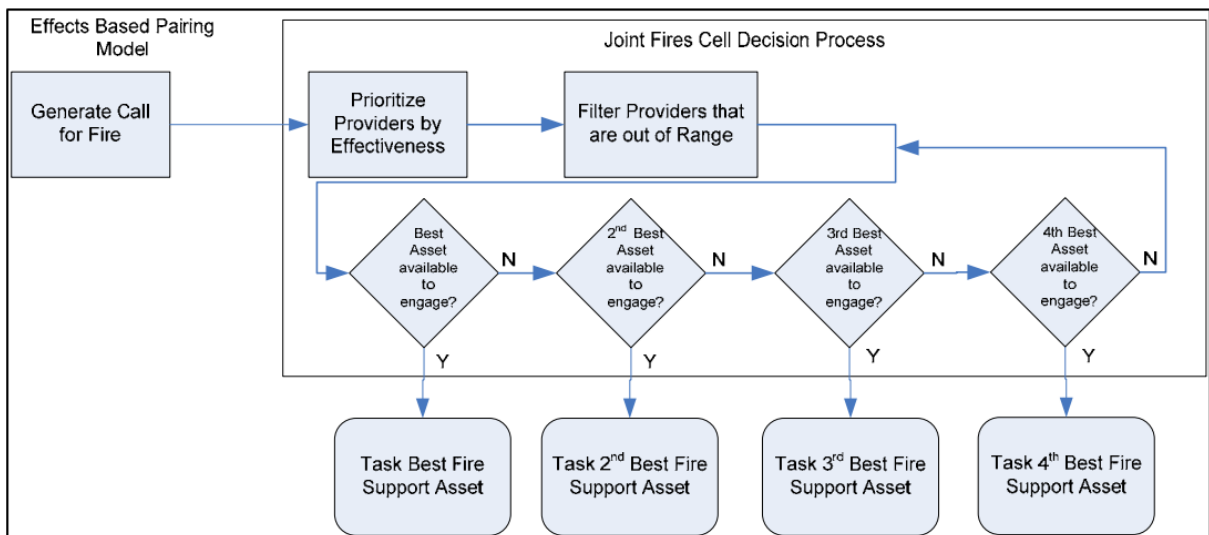 Effects Based Pairing
Model
Joint Fires Cell Decision Process
Generate Call
for Fire
Prioritize
Providers by
Effectiveness
Filter Providers that
are out of Range
Best
Asset
available
to
engage?
N
2nd Best
Asset
available
to
engage?
N
3rd Best
Asset
available
to
engage?
N
4th Best
Asset
available
to
engage?
N
Y
Y
Y
Y
Task Best Fire
Support Asset
Task 2nd Best Fire
Support Asset
Task 3rd Best Fire
Support Asset
Task 4th Best Fire
Support Asset